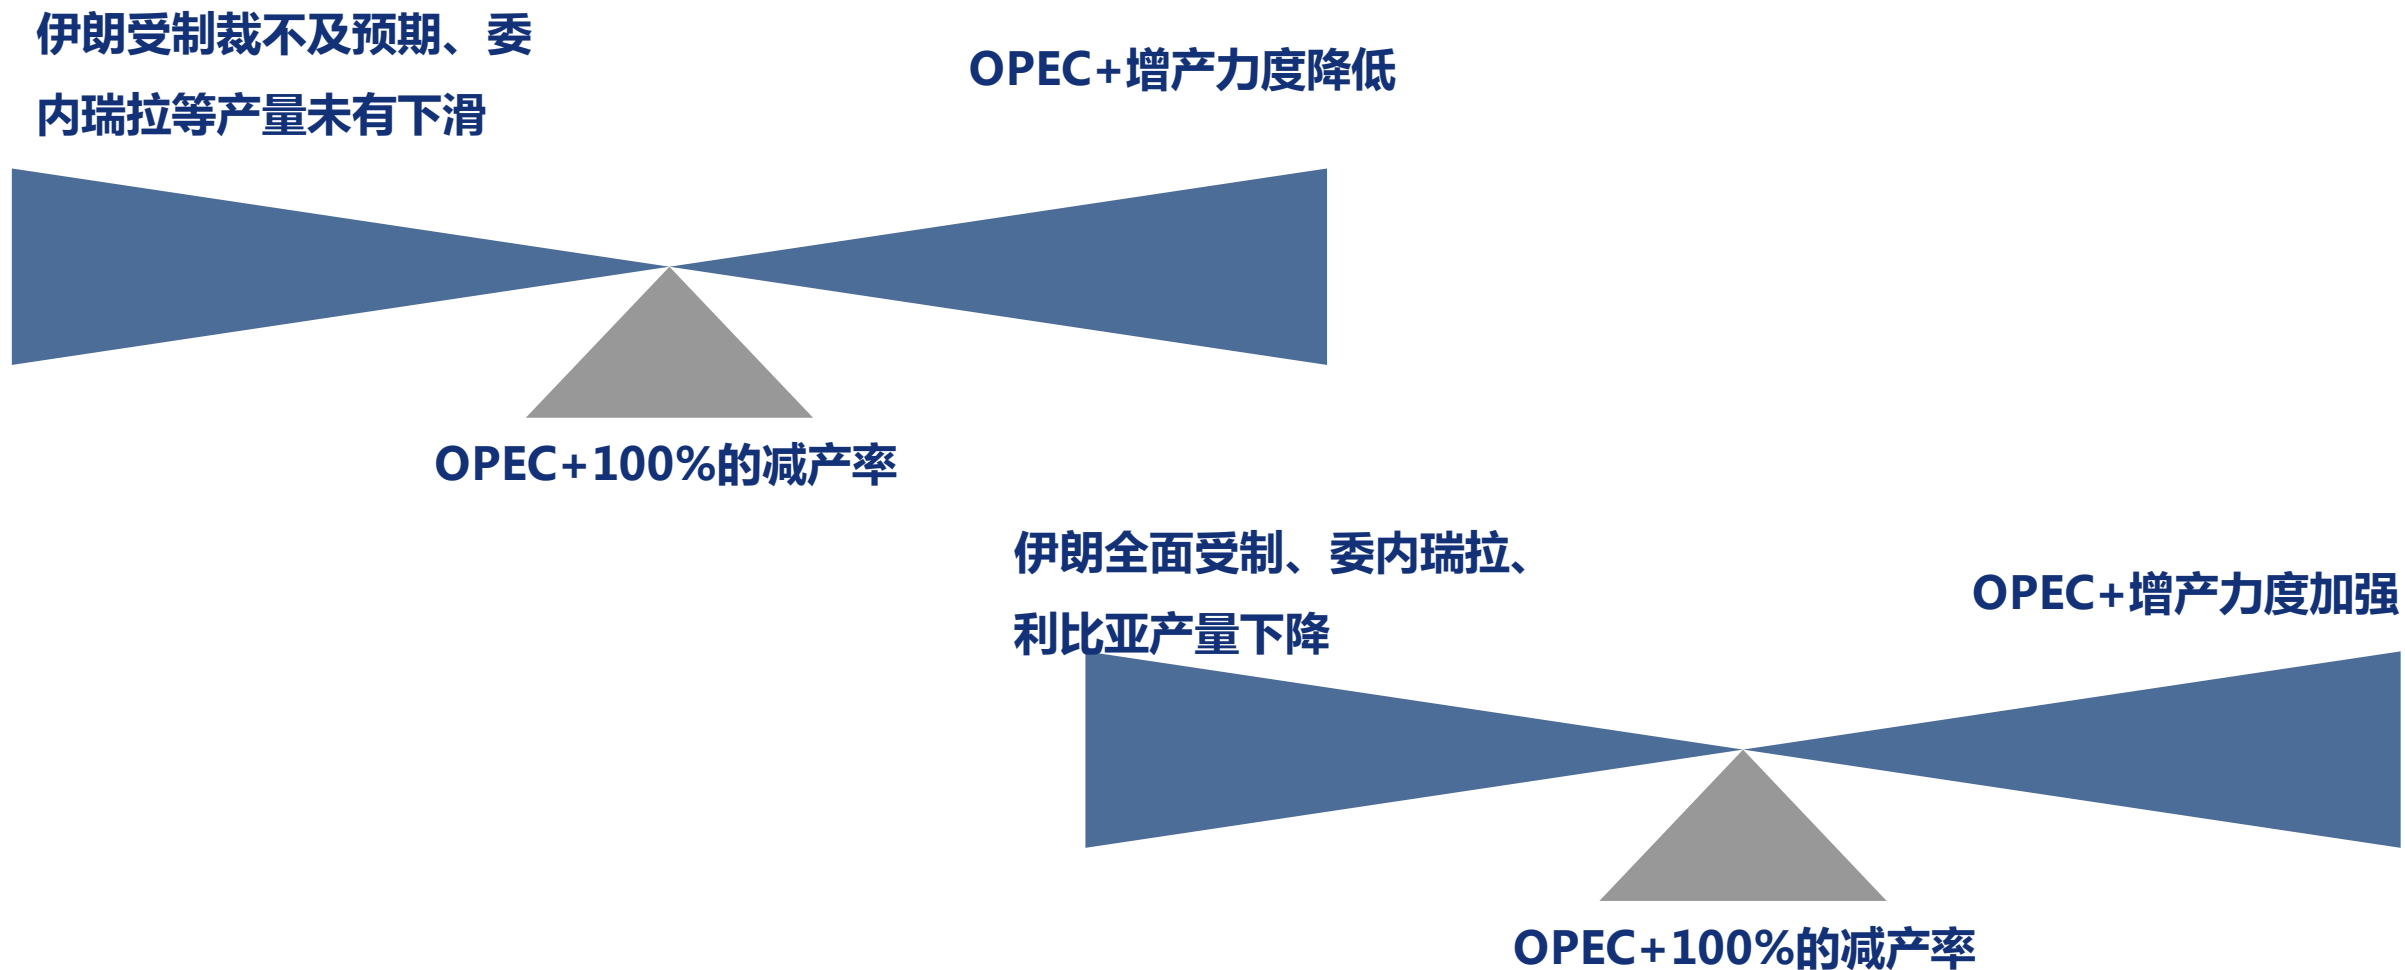 伊朗受制裁不及预期、委
内瑞拉等产量未有下滑
OPEC+增产力度降低
OPEC+100%的减产率
伊朗全面受制、委内瑞拉、
利比亚产量下降
OPEC+增产力度加强
OPEC+100%的减产率